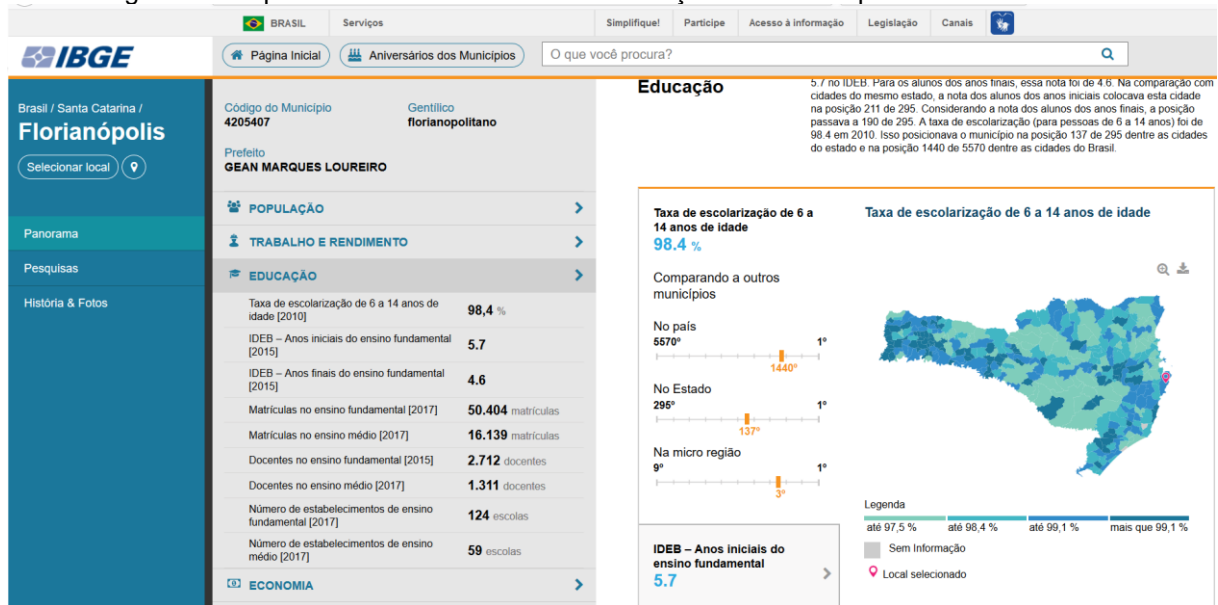 BRASIL Serviços Simplifique! Participe Acesso à informação Legislação Canais
IBGE
Página Inicial Aniversários dos Municípios O que você procura?
Brasil / Santa Catarina /
Florianópolis
Selecionar local
Panorama
Pesquisas
História & Fotos
Código do Município Gentílico
4205407 florianopolitano
Prefeito
GEAN MARQUES LOUREIRO
POPULAÇÃO
TRABALHO E RENDIMENTO
EDUCAÇÃO
Taxa de escolarização de 6 a 14 anos de
idade [2010] 98,4 %
IDEB – Anos iniciais do ensino fundamental
[2015] 5.7
IDEB – Anos finais do ensino fundamental
[2015] 4.6
Matrículas no ensino fundamental [2017] 50.404 matrículas
Matrículas no ensino médio [2017] 16.139 matrículas
Docentes no ensino fundamental [2015] 2.712 docentes
Docentes no ensino médio [2017] 1.311 docentes
Número de estabelecimentos de ensino
fundamental [2017] 124 escolas
Número de estabelecimentos de ensino
médio [2017] 59 escolas
ECONOMIA
Educação
5.7 no IDEB. Para os alunos dos anos finais, essa nota foi de 4.6. Na comparação com
cidades do mesmo estado, a nota dos alunos dos anos iniciais colocava esta cidade
na posição 211 de 295. Considerando a nota dos alunos dos anos finais, a posição
passava a 190 de 295. A taxa de escolarização (para pessoas de 6 a 14 anos) foi de
98.4 em 2010. Isso posicionava o município na posição 137 de 295 dentre as cidades
do estado e na posição 1440 de 5570 dentre as cidades do Brasil.
Taxa de escolarização de 6 a
14 anos de idade
98.4 %
Comparando a outros
municípios
No país
5570º 1º
1440º
No Estado
295º 1º
137º
Na micro região
9º 1º
3º
IDEB – Anos iniciais do
ensino fundamental
5.7
Taxa de escolarização de 6 a 14 anos de idade
Legenda
até 97,5 % até 98,4 % até 99,1 % mais que 99,1 %
Sem Informação
Local selecionado